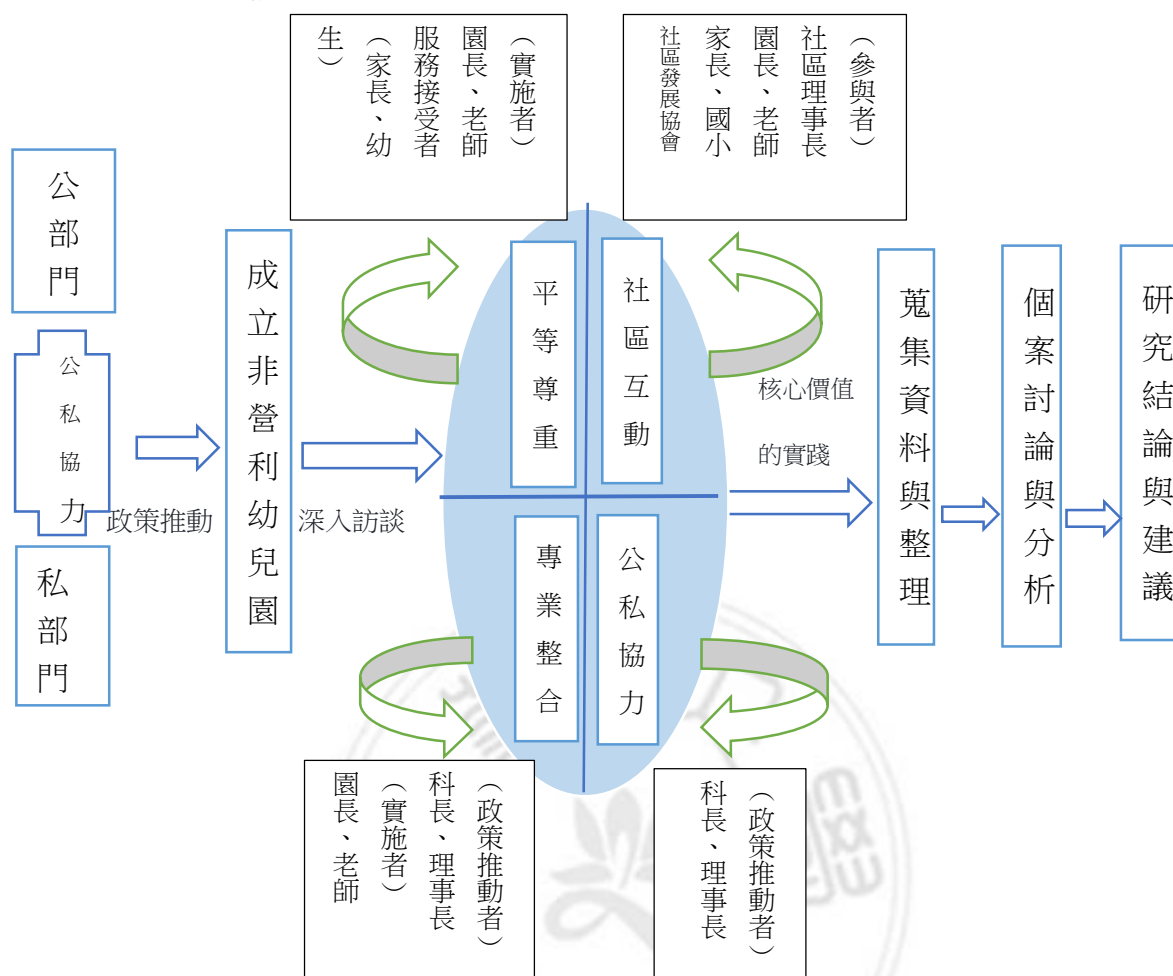 （實施者）
園長、老師
服務接受者
（家長、幼
生）
（參與者）
社區理事長
園長、老師
家長、國小
社區發展協會
公部門
公私協力
私部門
政策推動
成立非營利幼兒園
深入訪談
平等尊重
社區互動
專業整合
公私協力
核心價值
的實踐
蒐集資料與整理
個案討論與分析
研究結論與建議
（政策推動者）
科長、理事長
（實施者）
園長、老師
（政策推動者）
科長、理事長